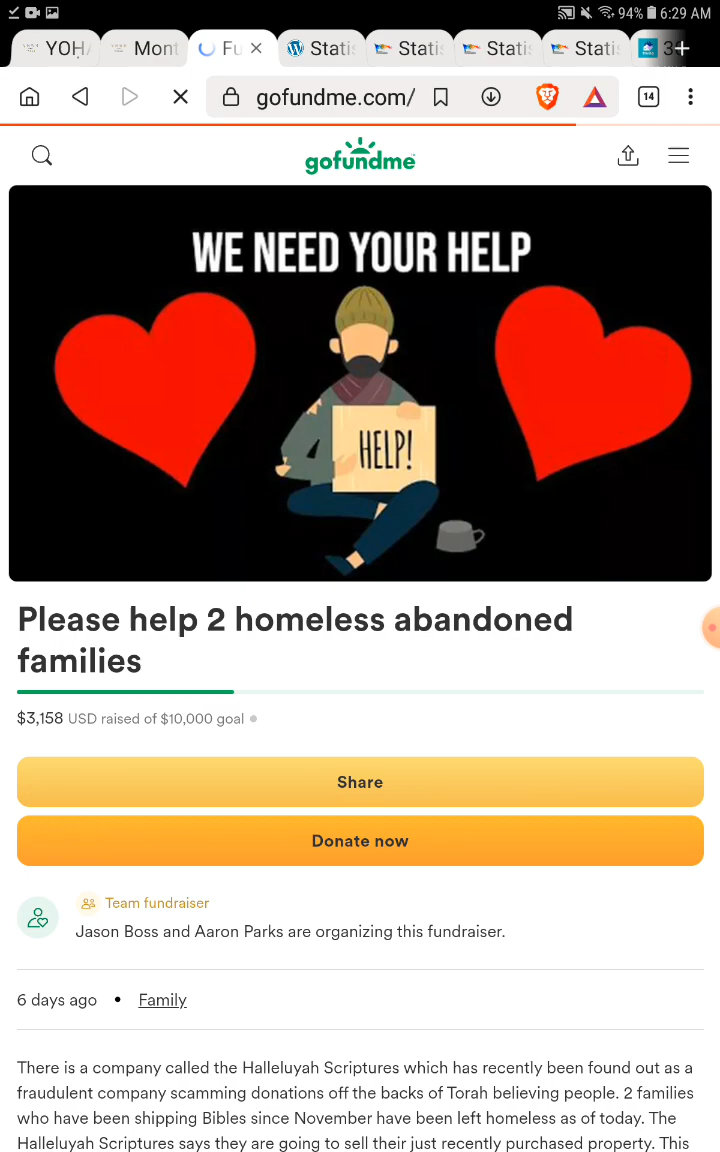 94% 6:29 AM
YOHA Mont Fu Statis Statis Statis Statis 3
gofundme.com/ 14
gofundme
WE NEED YOUR HELP
HELP!
Please help 2 homeless abandoned
families
$3,158 USD raised of $10,000 goal
Share
Donate now
Team fundraiser
Jason Boss and Aaron Parks are organizing this fundraiser.
6 days ago • Family
There is a company called the Halleluyah Scriptures which has recently been found out as a
fraudulent company scamming donations off the backs of Torah believing people. 2 families
who have been shipping Bibles since November have been left homeless as of today. The
Halleluyah Scriptures says they are going to sell their just recently purchased property. This